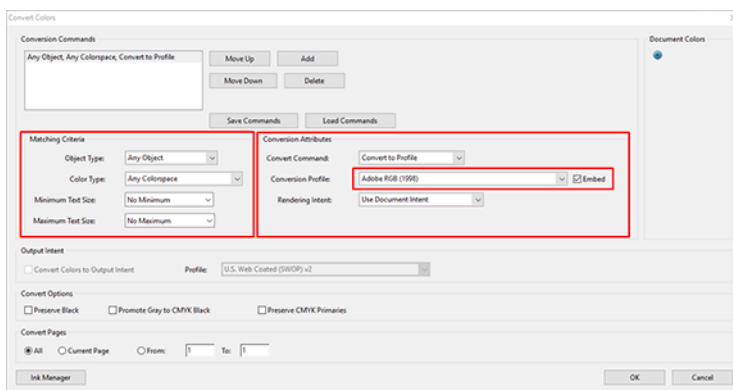 Convert Colors
Conversion Commands
Document Colors
Any Object, Any Colorspace, Convert to Profile
Move Up Add
Move Down Delete
Save Commands Load Commands
Matching Criteria
Conversion Attributes
Object Type: Any Object
Convert Command: Convert to Profile
Color Type: Any Colorspace
Conversion Profile: Adobe RGB (1998) Embed
Minimum Text Size: No Minimum
Rendering Intent: Use Document Intent
Maximum Text Size: No Maximum
Output Intent
Convert Colors to Output Intent Profile: U.S. Web Coated (SWOP) v2
Convert Options
Preserve Black Promote Gray to CMYK Black Preserve CMYK Primaries
Convert Pages
All Current Page From: 1 To: 1
Ink Manager OK Cancel